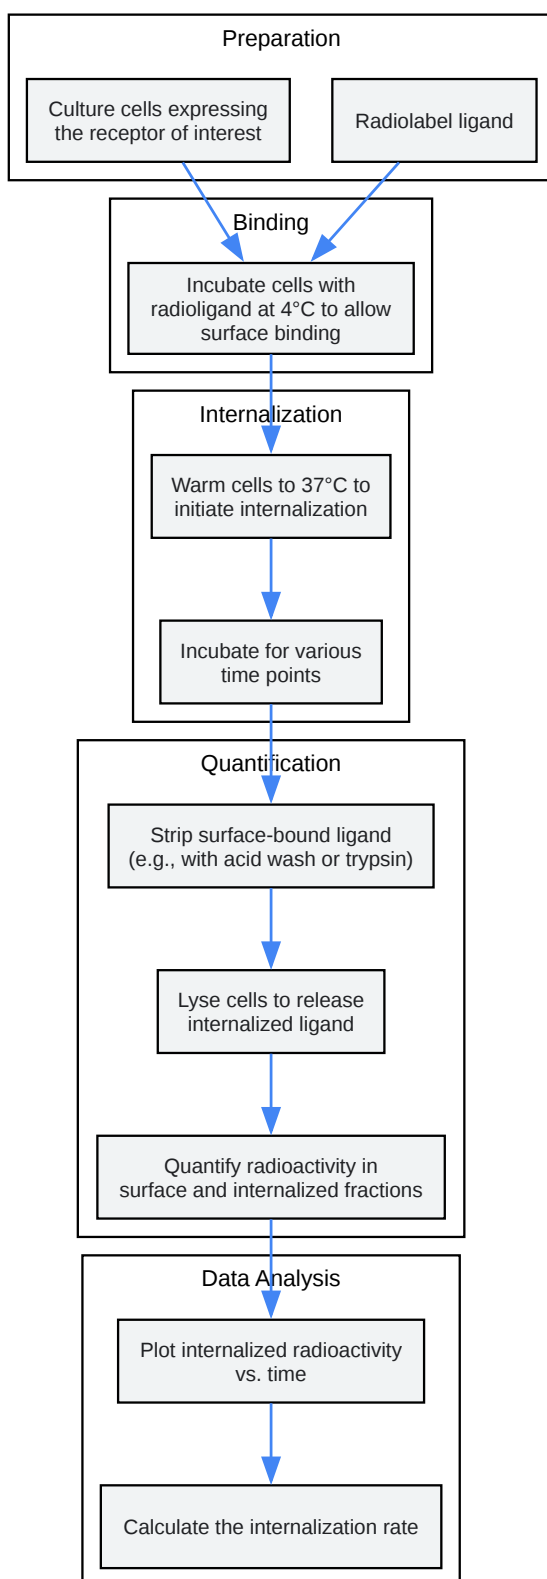 Preparation
Culture cells expressing
the receptor of interest
Radiolabel ligand
Binding
Incubate cells with
radioligand at 4°C to allow
surface binding
Internalization
Warm cells to 37°C to
initiate internalization
Incubate for various
time points
Quantification
Strip surface-bound ligand
(e.g., with acid wash or trypsin)
Lyse cells to release
internalized ligand
Quantify radioactivity in
surface and internalized fractions
Data Analysis
Plot internalized radioactivity
vs. time
Calculate the internalization rate